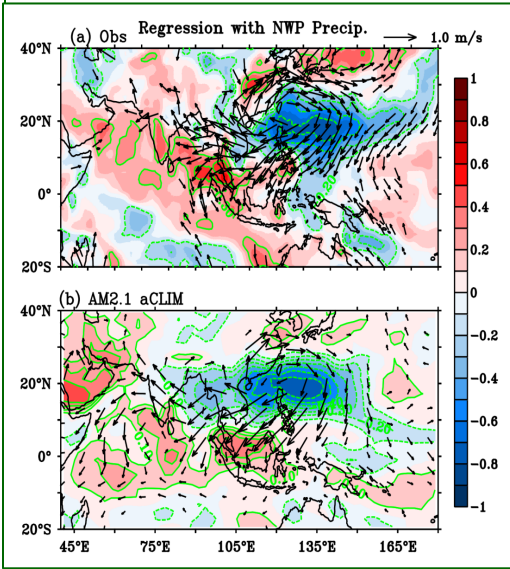 Regression with NWP Precip.
(a) Obs
1.0 m/s
40°N
20°N
0°
20°S
(b) AM2.1 aCLIM
40°N
20°N
0°
20°S
45°E 75°E 105°E 135°E 165°E
1
0.8
0.6
0.4
0.2
0
-0.2
-0.4
-0.6
-0.8
-1